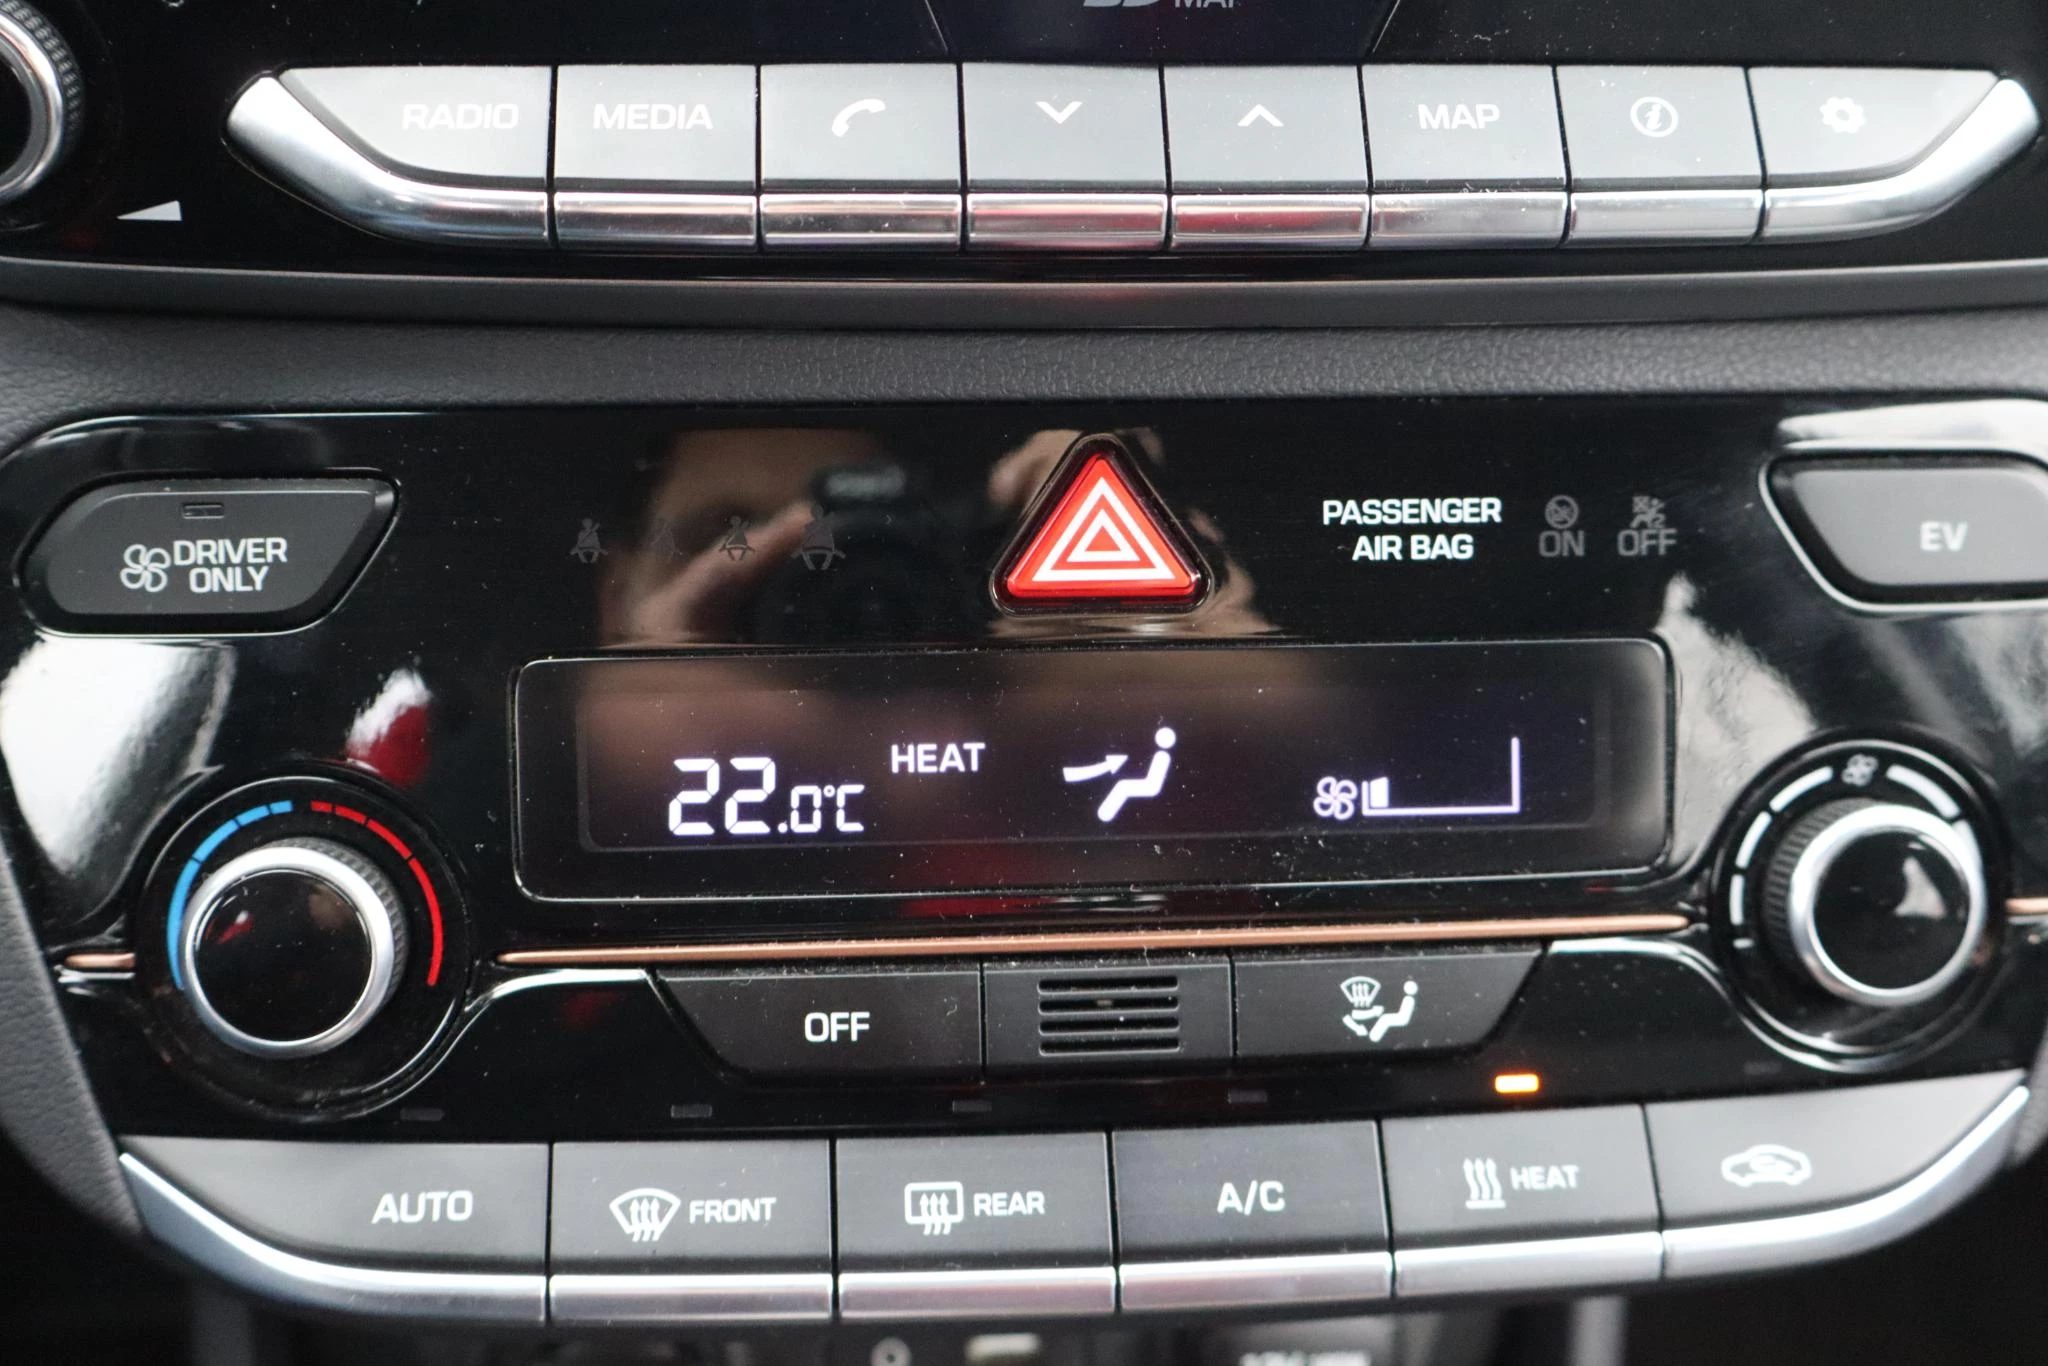 RADIO
MEDIA
MAP
DRIVER
ONLY
PASSENGER
AIR BAG
ON
OFF
EV
22.0°C
HEAT
OFF
AUTO
FRONT
REAR
A/C
HEAT